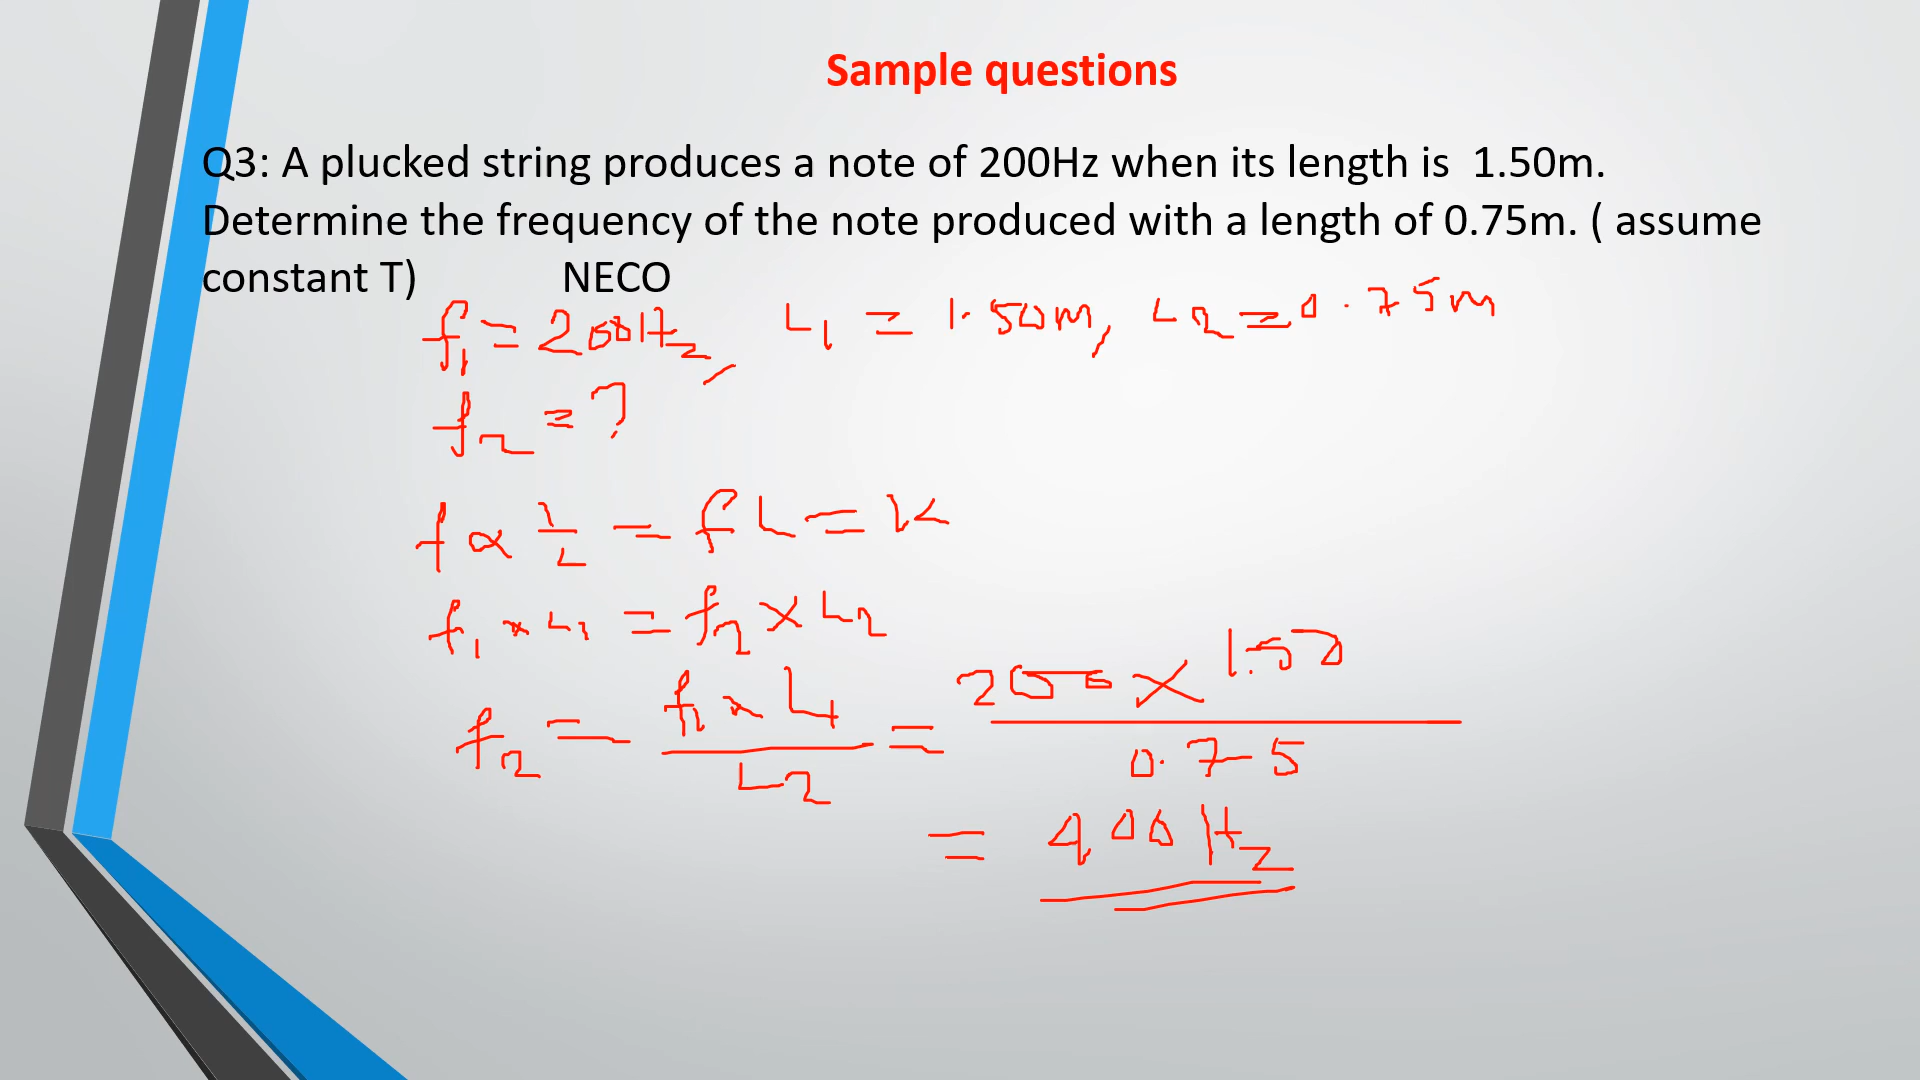 Sample questions
Q3: A plucked string produces a note of 200Hz when its length is 1.50m.
Determine the frequency of the note produced with a length of 0.75m. ( assume
constant T) NECO
f₁ = 200Hz, L₁ = 1.50m, L₂ = 0.75m
f₂ = ?
f ∝ 1/L = fL = K
f₁ × L₁ = f₂ × L₂
f₂ = f₁ × L₁ / L₂ = 200 × 1.50 / 0.75
= 400Hz